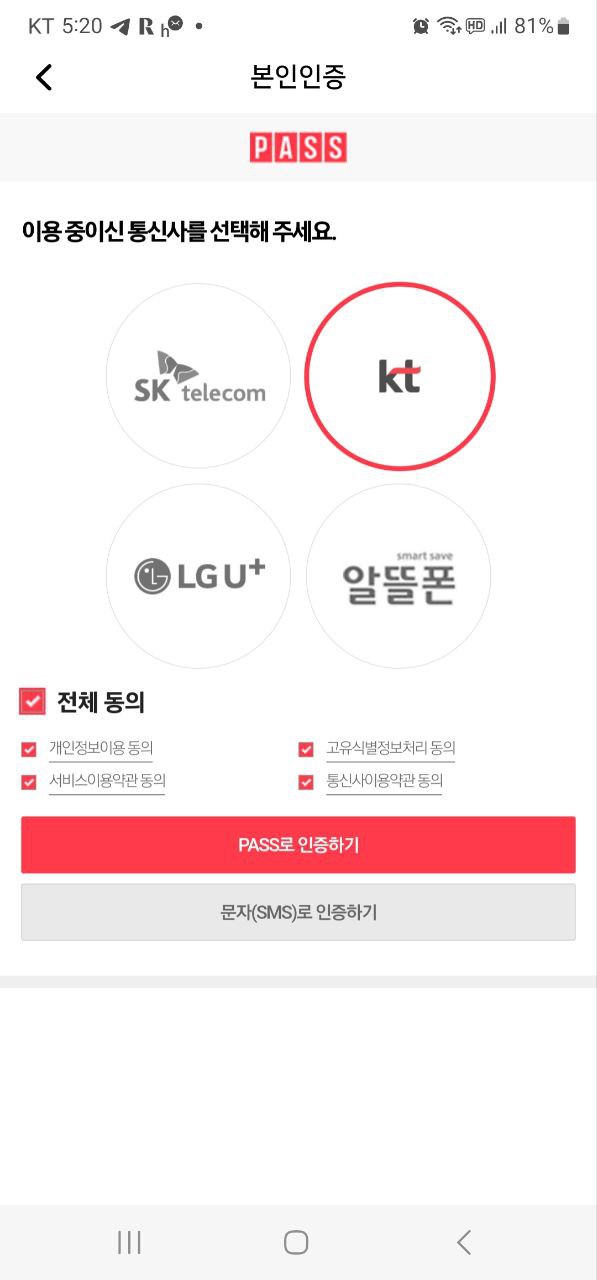 KT 5:20 R h HD 81%
본인인증
PASS
이용 중이신 통신사를 선택해 주세요.
SK telecom
kt
LG U+
smart save
알뜰폰
전체 동의
개인정보이용 동의 고유식별정보처리 동의
서비스이용약관 동의 통신사이용약관 동의
PASS로 인증하기
문자(SMS)로 인증하기